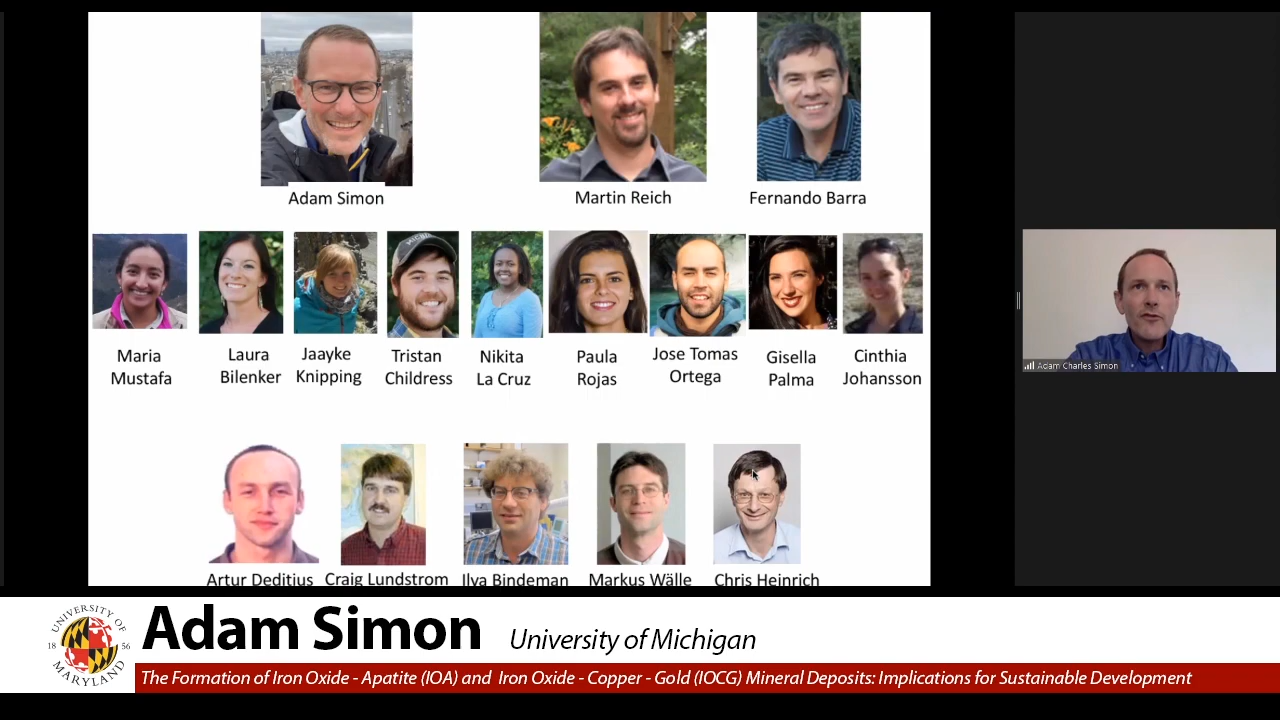 Adam Simon
Martin Reich
Fernando Barra
Maria
Mustafa
Laura
Bilenker
Jaayke
Knipping
Tristan
Childress
Nikita
La Cruz
Paula
Rojas
Jose Tomas
Ortega
Gisella
Palma
Cinthia
Johansson
Artur Deditius
Craig Lundstrom
Ilya Bindeman
Markus Wälle
Chris Heinrich
Adam Charles Simon
UNIVERSITY OF
18 56
MARYLAND
Adam Simon
University of Michigan
The Formation of Iron Oxide - Apatite (IOA) and Iron Oxide - Copper - Gold (IOCG) Mineral Deposits: Implications for Sustainable Development